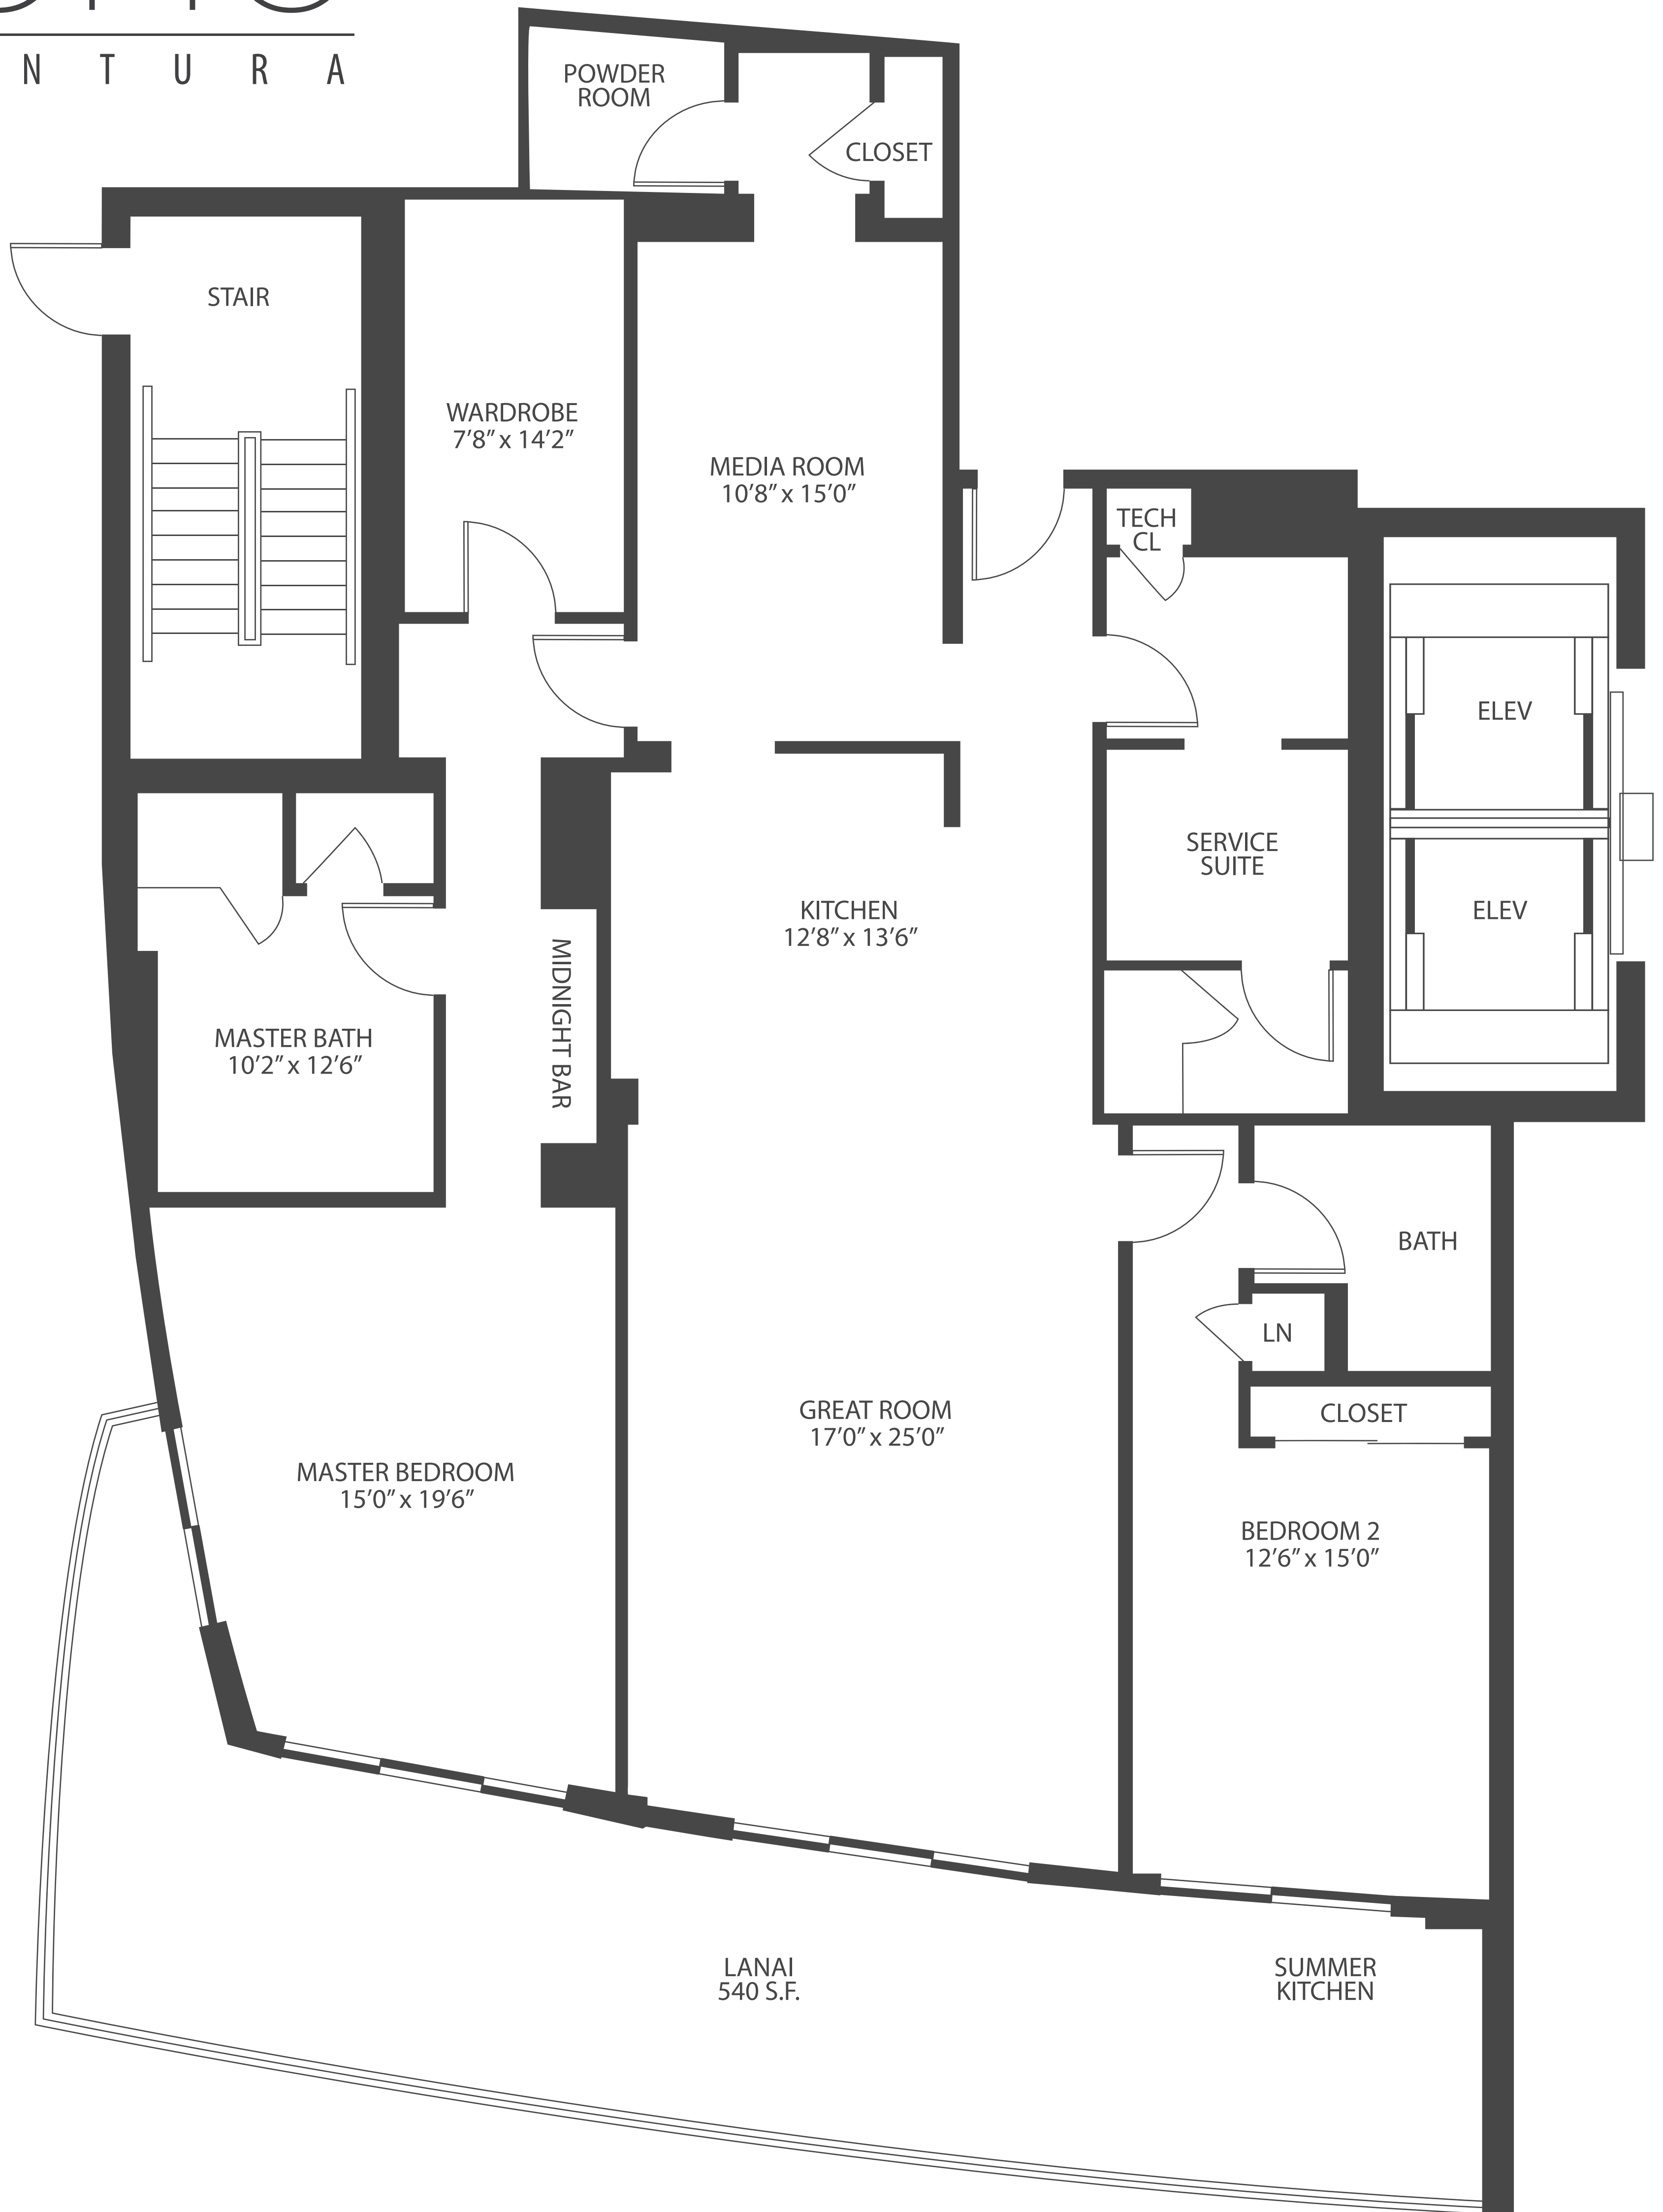 N T U R A
POWDER
ROOM
CLOSET
STAIR
WARDROBE
7’8” x 14’2”
MEDIA ROOM
10’8” x 15’0”
TECH
CL
ELEV
SERVICE
SUITE
ELEV
KITCHEN
12’8” x 13’6”
MIDNIGHT BAR
MASTER BATH
10’2” x 12’6”
BATH
LN
CLOSET
GREAT ROOM
17’0” x 25’0”
MASTER BEDROOM
15’0” x 19’6”
BEDROOM 2
12’6” x 15’0”
LANAI
540 S.F.
SUMMER
KITCHEN